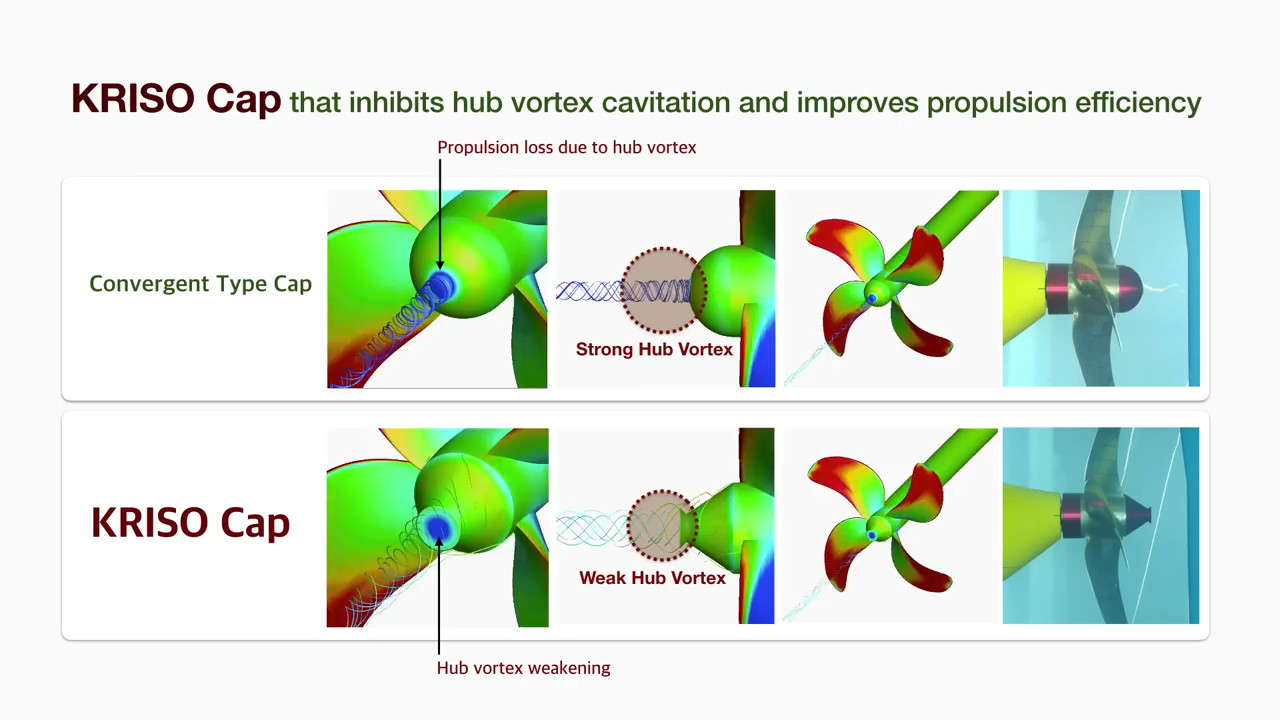 KRISO Cap that inhibits hub vortex cavitation and improves propulsion efficiency
Propulsion loss due to hub vortex
Convergent Type Cap
Strong Hub Vortex
KRISO Cap
Weak Hub Vortex
Hub vortex weakening